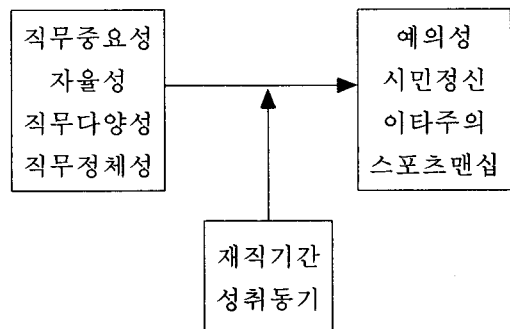 직무중요성
자율성
직무다양성
직무정체성
예의성
시민정신
이타주의
스포츠맨십
재직기간
성취동기